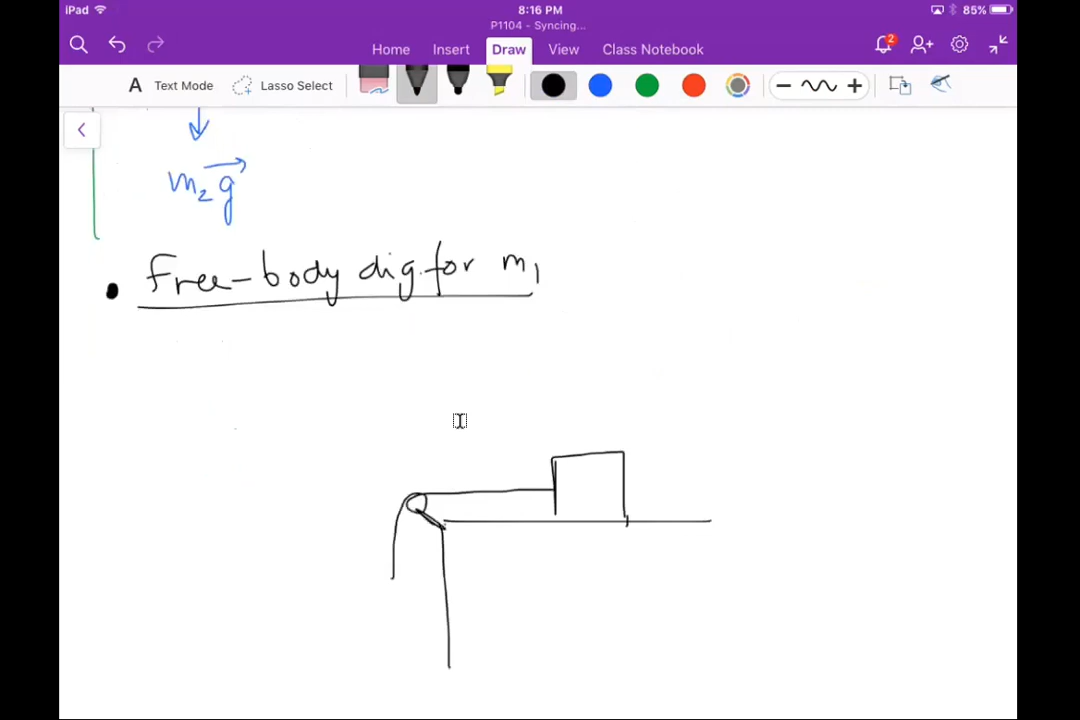 iPad 8:16 PM 85%
P1104 - Syncing...
Home Insert Draw View Class Notebook 2
A Text Mode Lasso Select
m₂g
Free-body dig. for m₁